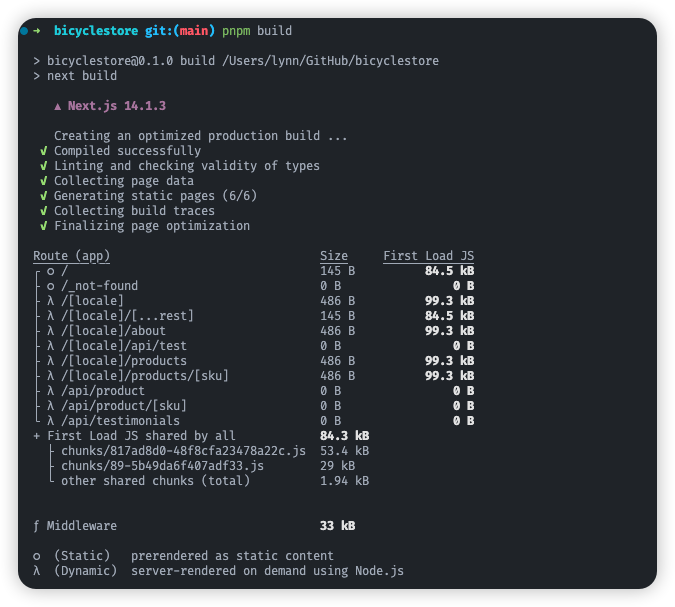 ➜ bicyclestore git:(main) pnpm build
> bicyclestore@0.1.0 build /Users/lynn/GitHub/bicyclestore
> next build
▲ Next.js 14.1.3
Creating an optimized production build ...
✓ Compiled successfully
✓ Linting and checking validity of types
✓ Collecting page data
✓ Generating static pages (6/6)
✓ Collecting build traces
✓ Finalizing page optimization
Route (app) Size First Load JS
┌ ○ / 145 B 84.5 kB
├ ○ /_not-found 0 B 0 B
├ λ /[locale] 486 B 99.3 kB
├ λ /[locale]/[...rest] 145 B 84.5 kB
├ λ /[locale]/about 486 B 99.3 kB
├ λ /[locale]/api/test 0 B 0 B
├ λ /[locale]/products 486 B 99.3 kB
├ λ /[locale]/products/[sku] 486 B 99.3 kB
├ λ /api/product 0 B 0 B
├ λ /api/product/[sku] 0 B 0 B
└ λ /api/testimonials 0 B 0 B
+ First Load JS shared by all 84.3 kB
├ chunks/817ad8d0-48f8cfa23478a22c.js 53.4 kB
├ chunks/89-5b49da6f407adf33.js 29 kB
└ other shared chunks (total) 1.94 kB
ƒ Middleware 33 kB
○ (Static) prerendered as static content
λ (Dynamic) server-rendered on demand using Node.js